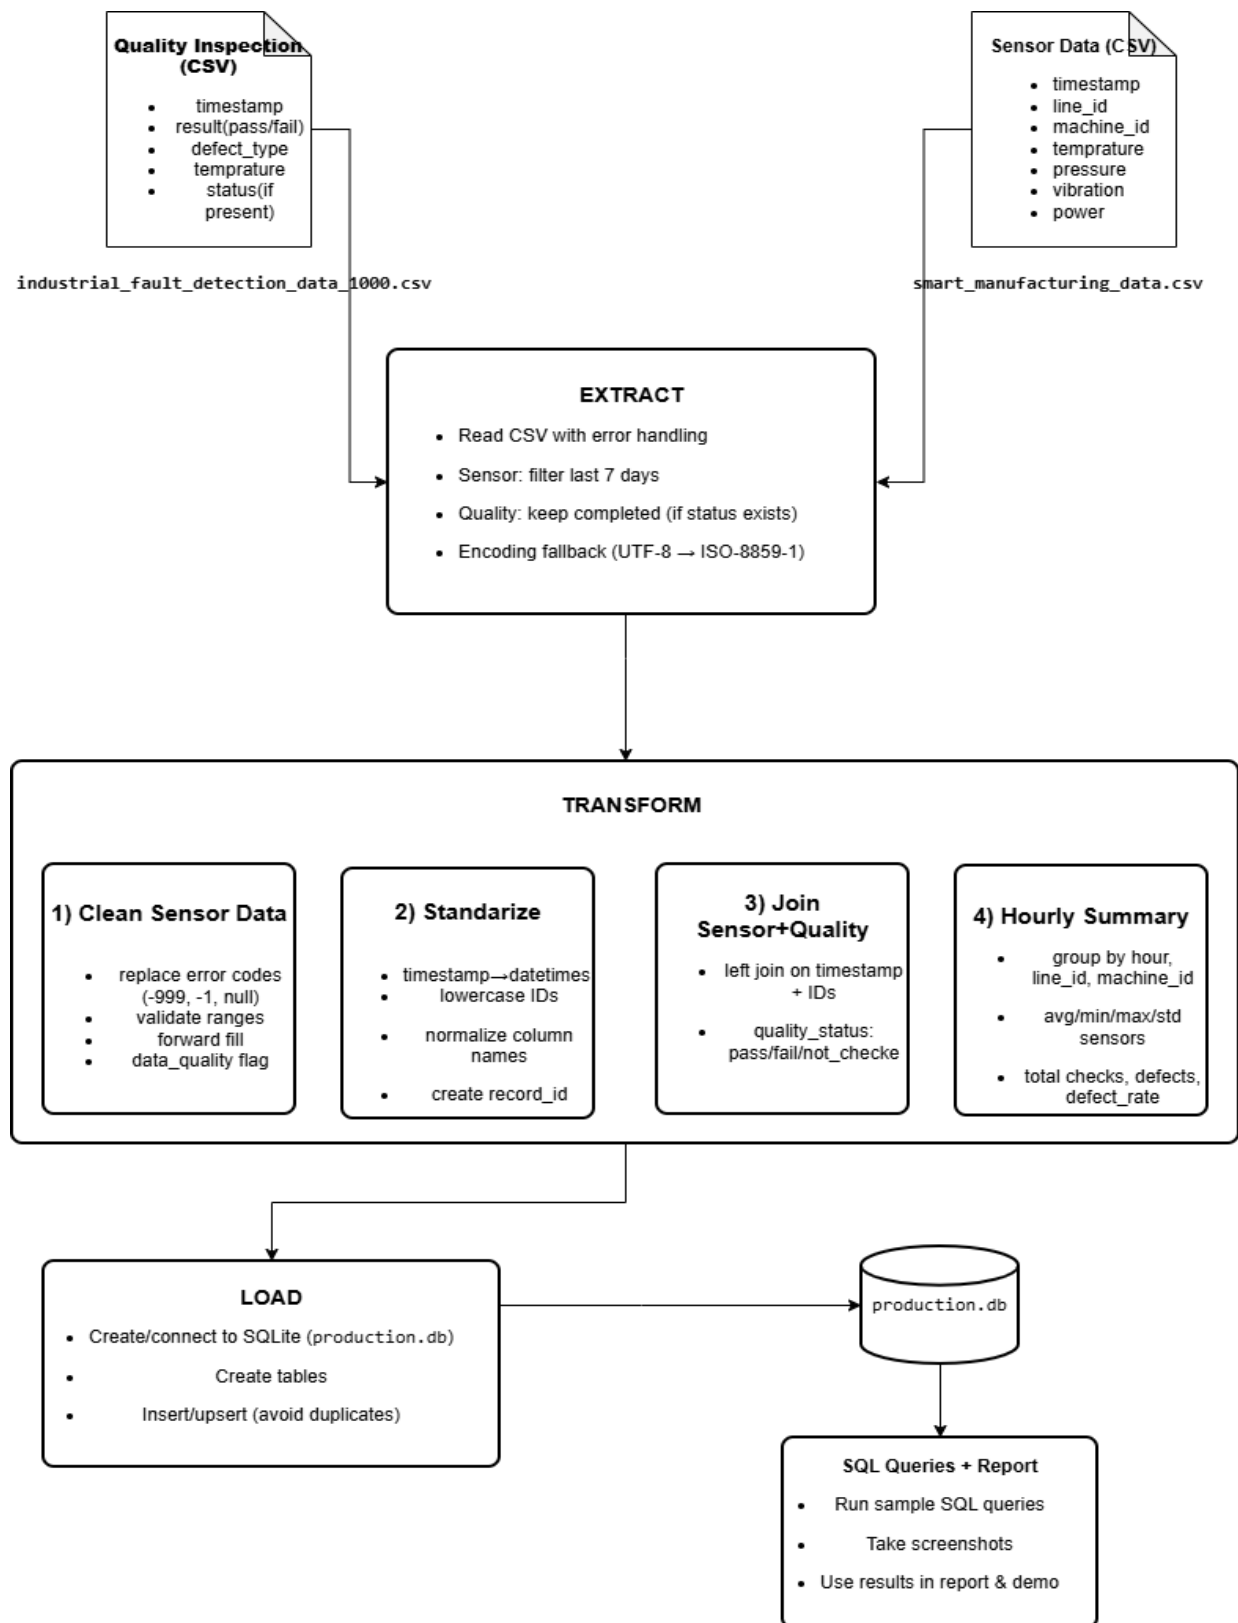 Quality Inspection
(CSV)
timestamp
result(pass/fail)
defect_type
temprature
status(if
present)
industrial_fault_detection_data_1000.csv
Sensor Data (CSV)
timestamp
line_id
machine_id
temprature
pressure
vibration
power
smart_manufacturing_data.csv
EXTRACT
Read CSV with error handling
Sensor: filter last 7 days
Quality: keep completed (if status exists)
Encoding fallback (UTF-8 → ISO-8859-1)
TRANSFORM
1) Clean Sensor Data
replace error codes
(-999, -1, null)
validate ranges
forward fill
data_quality flag
2) Standarize
timestamp→datetimes
lowercase IDs
normalize column
names
create record_id
3) Join
Sensor+Quality
left join on timestamp
+ IDs
quality_status:
pass/fail/not_checke
4) Hourly Summary
group by hour,
line_id, machine_id
avg/min/max/std
sensors
total checks, defects,
defect_rate
LOAD
Create/connect to SQLite (production.db)
Create tables
Insert/upsert (avoid duplicates)
production.db
SQL Queries + Report
Run sample SQL queries
Take screenshots
Use results in report & demo